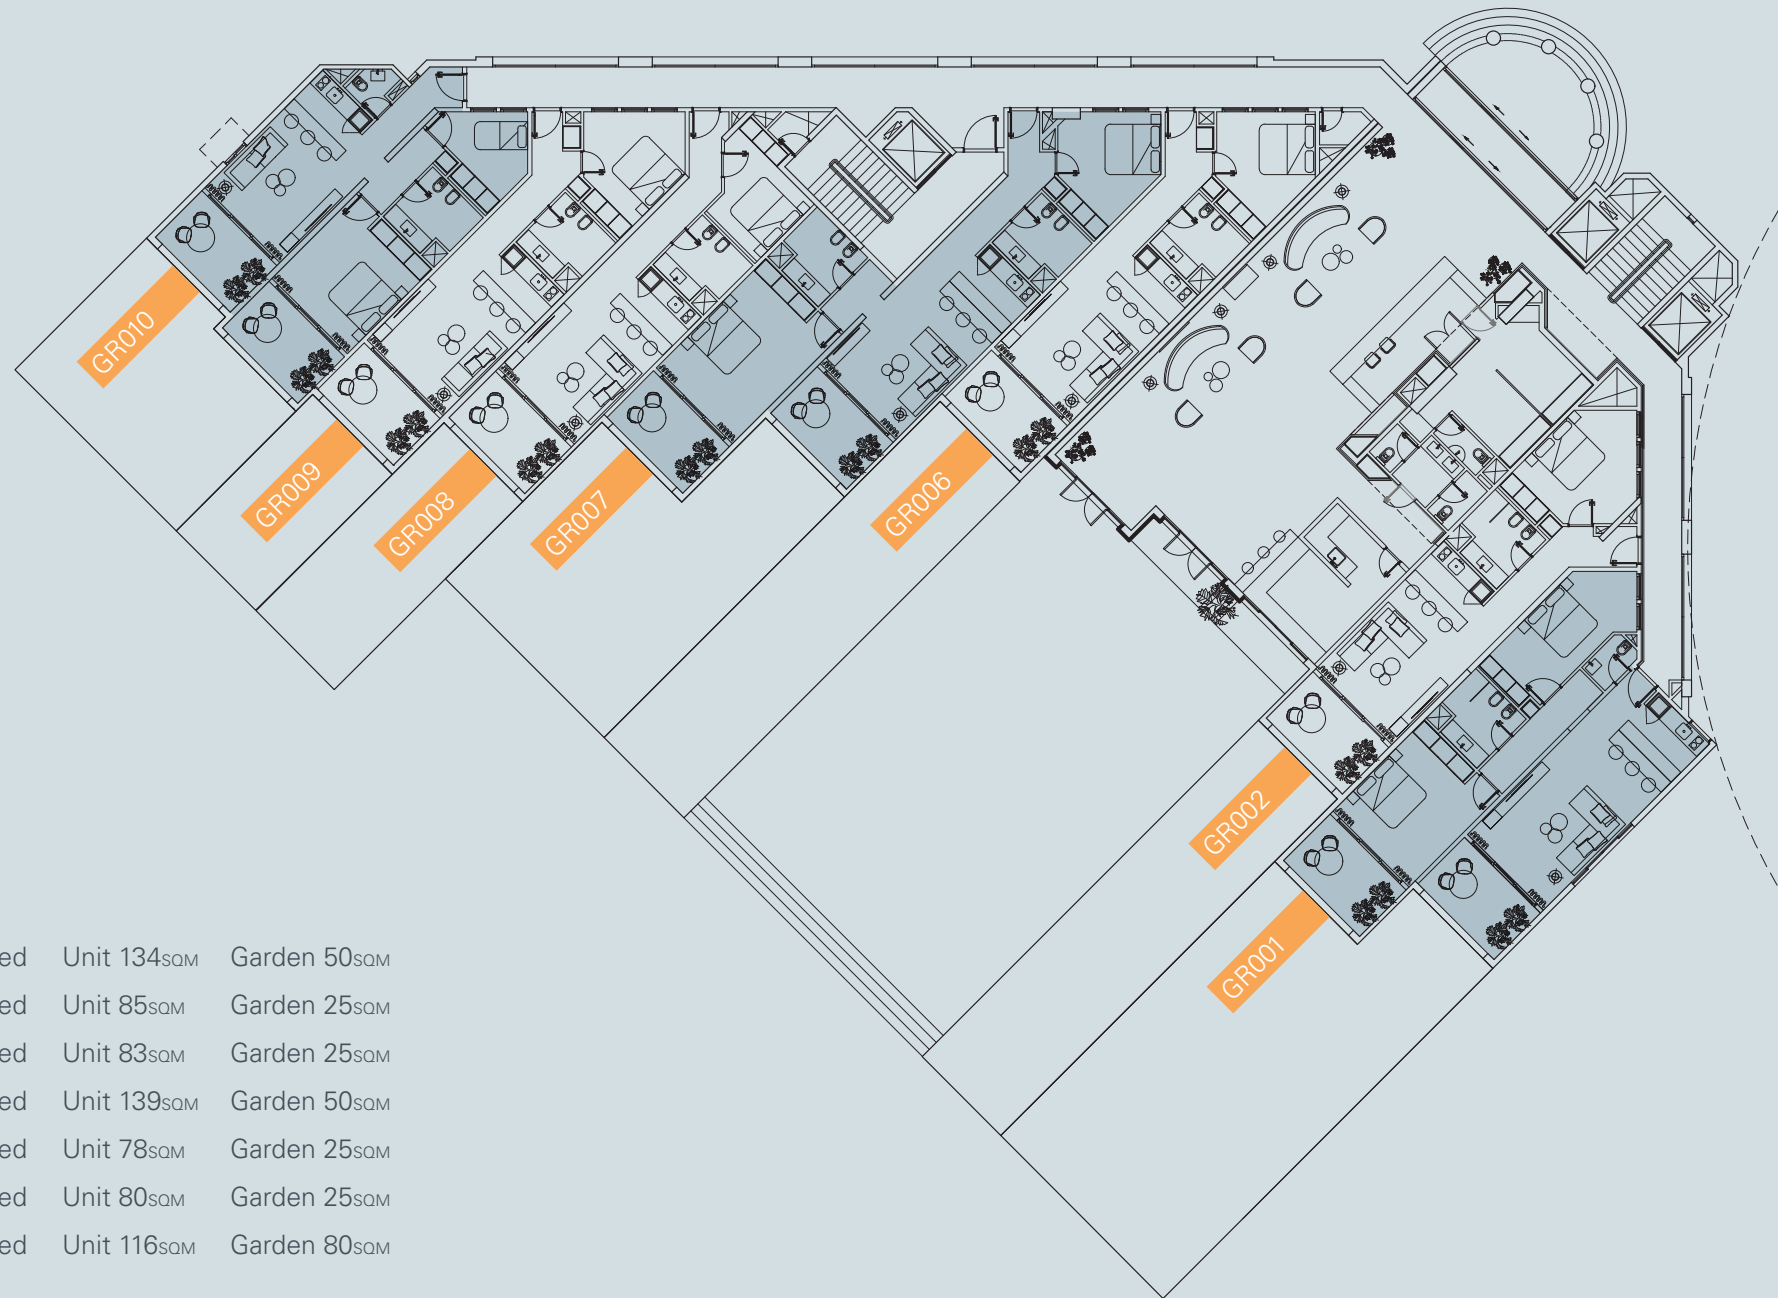 GR010
GR009
GR008
GR007
GR006
GR002
GR001
ed Unit 134SQM Garden 50SQM
ed Unit 85SQM Garden 25SQM
ed Unit 83SQM Garden 25SQM
ed Unit 139SQM Garden 50SQM
ed Unit 78SQM Garden 25SQM
ed Unit 80SQM Garden 25SQM
ed Unit 116SQM Garden 80SQM